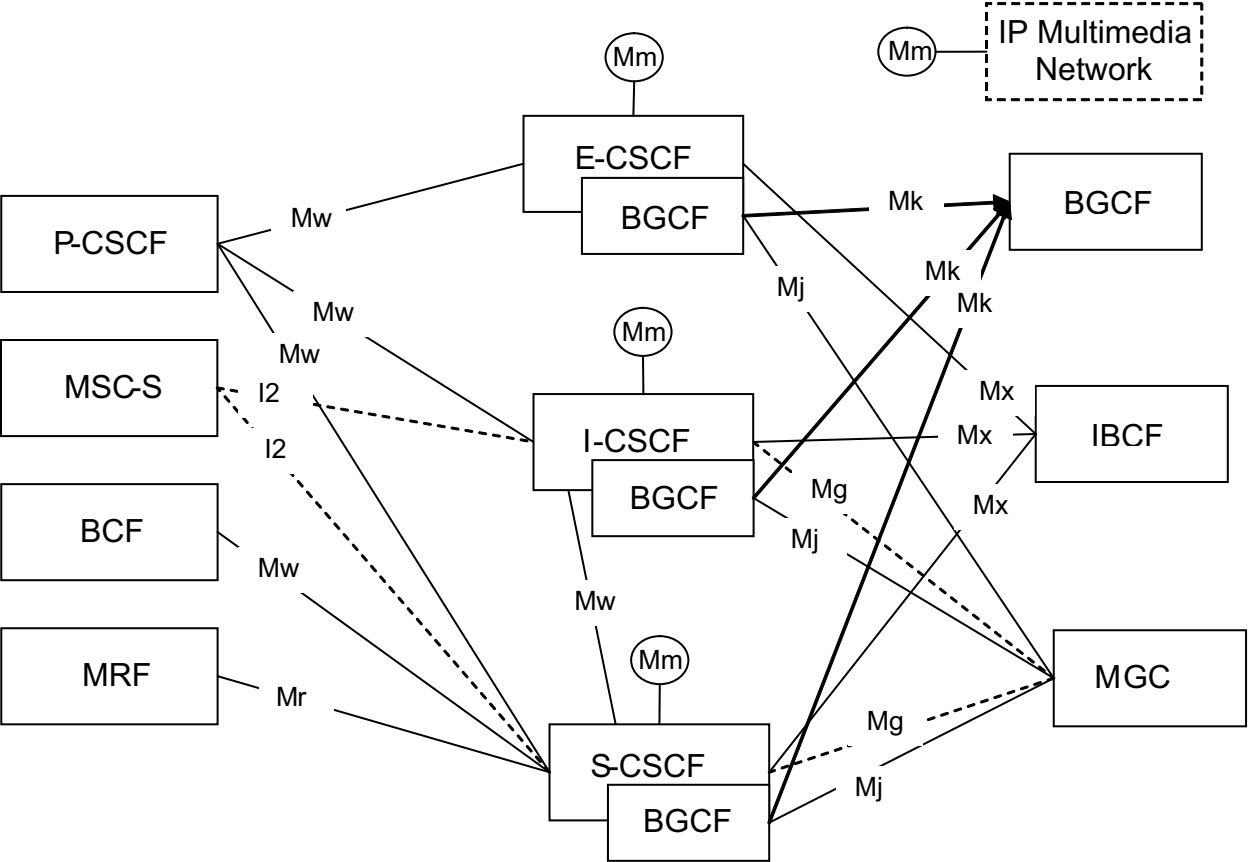 IP Multimedia
Network
Mm
Mm
E-CSCF
BGCF
Mk
BGCF
P-CSCF
Mw
Mk
Mj
Mk
Mw
Mm
Mw
MSC-S
I2
Mx
I-CSCF
Mx
IBCF
I2
BGCF
Mg
Mx
BCF
Mj
Mw
Mw
Mm
MRF
Mr
MGC
Mg
S-CSCF
Mj
BGCF